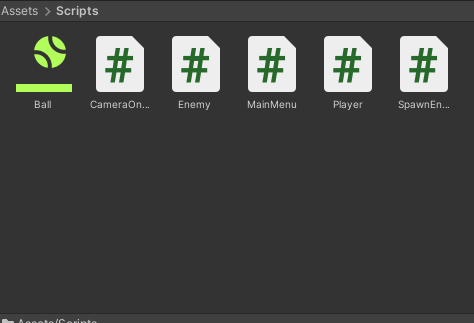 Assets > Scripts
Ball CameraOn... Enemy MainMenu Player SpawnEn...
Assets/Scripts